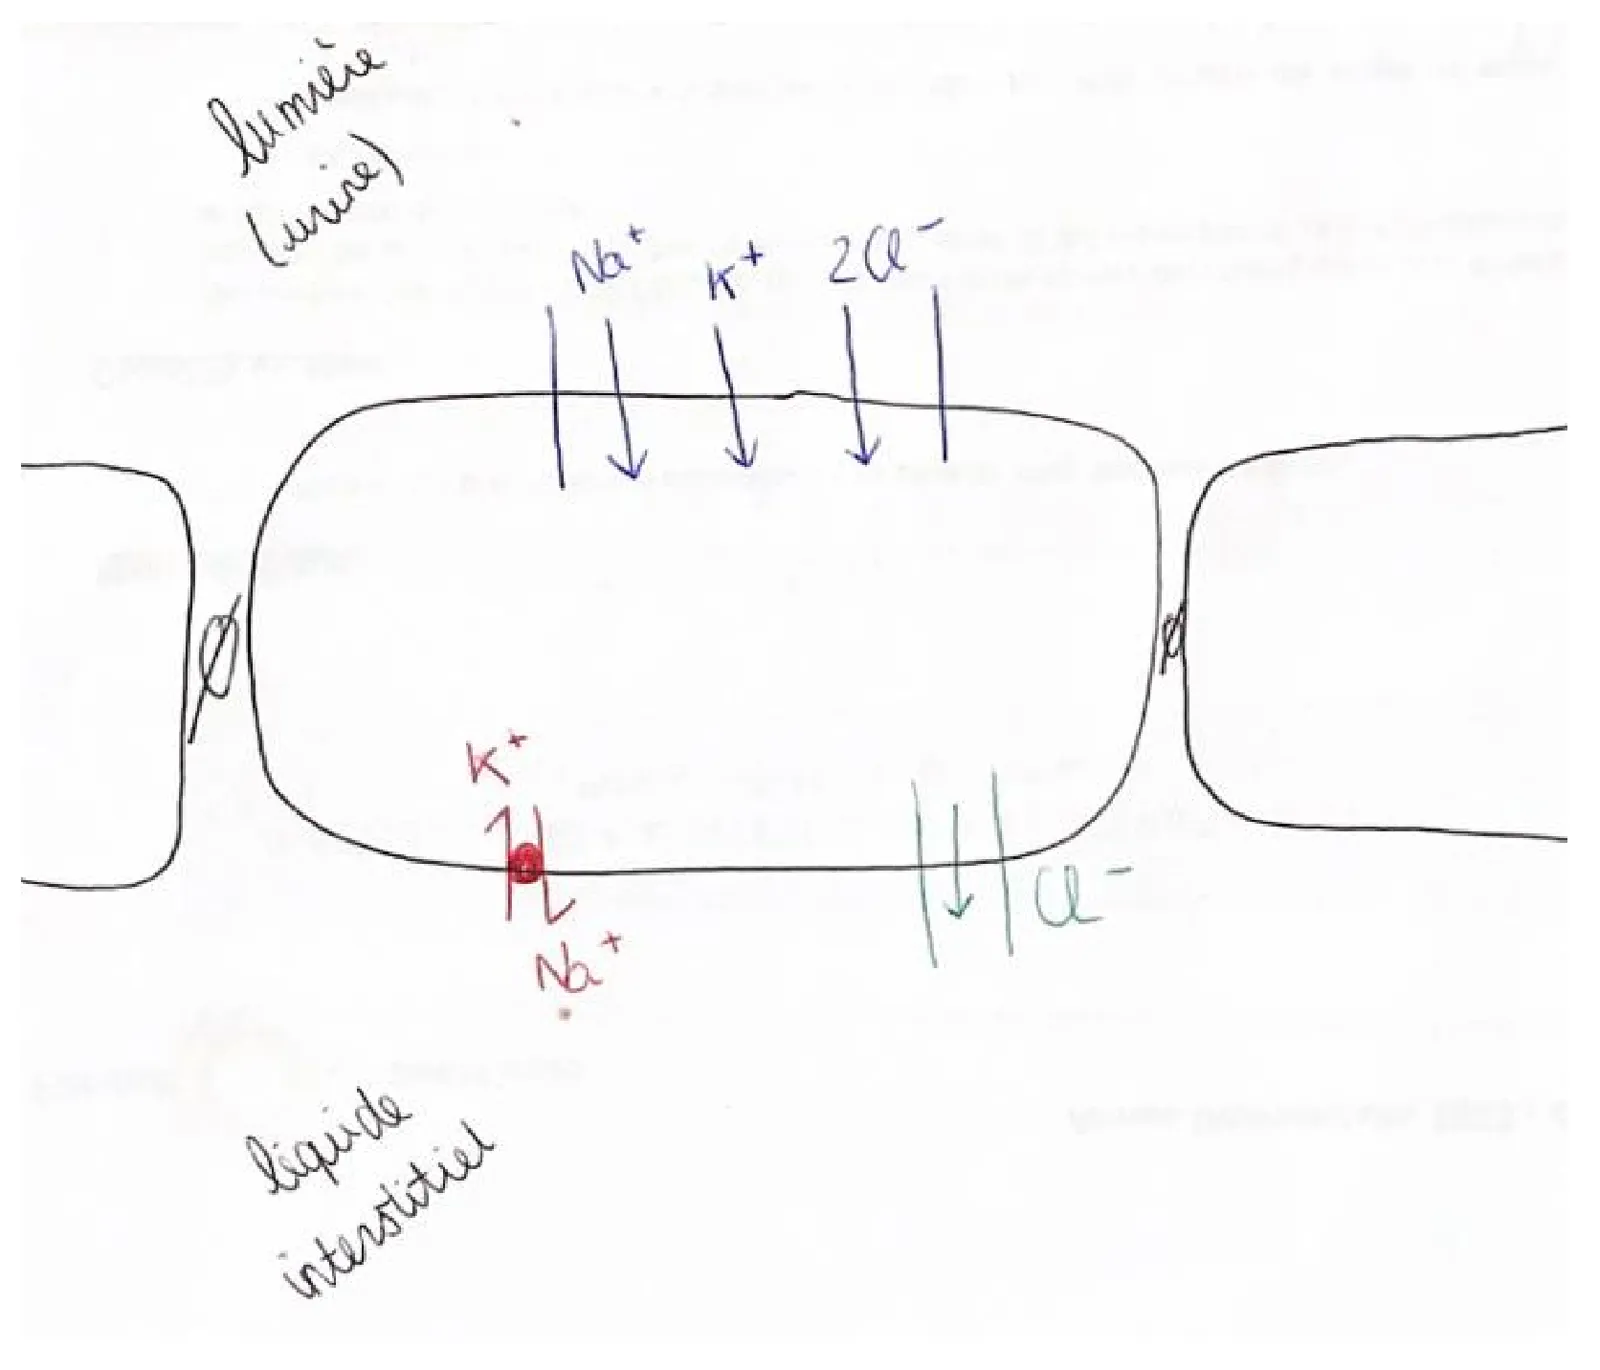 lumière
(urine)
Na⁺
K⁺
2Cl⁻
Ø
Ø
K⁺
Na⁺
Cl⁻
liquide
interstitiel